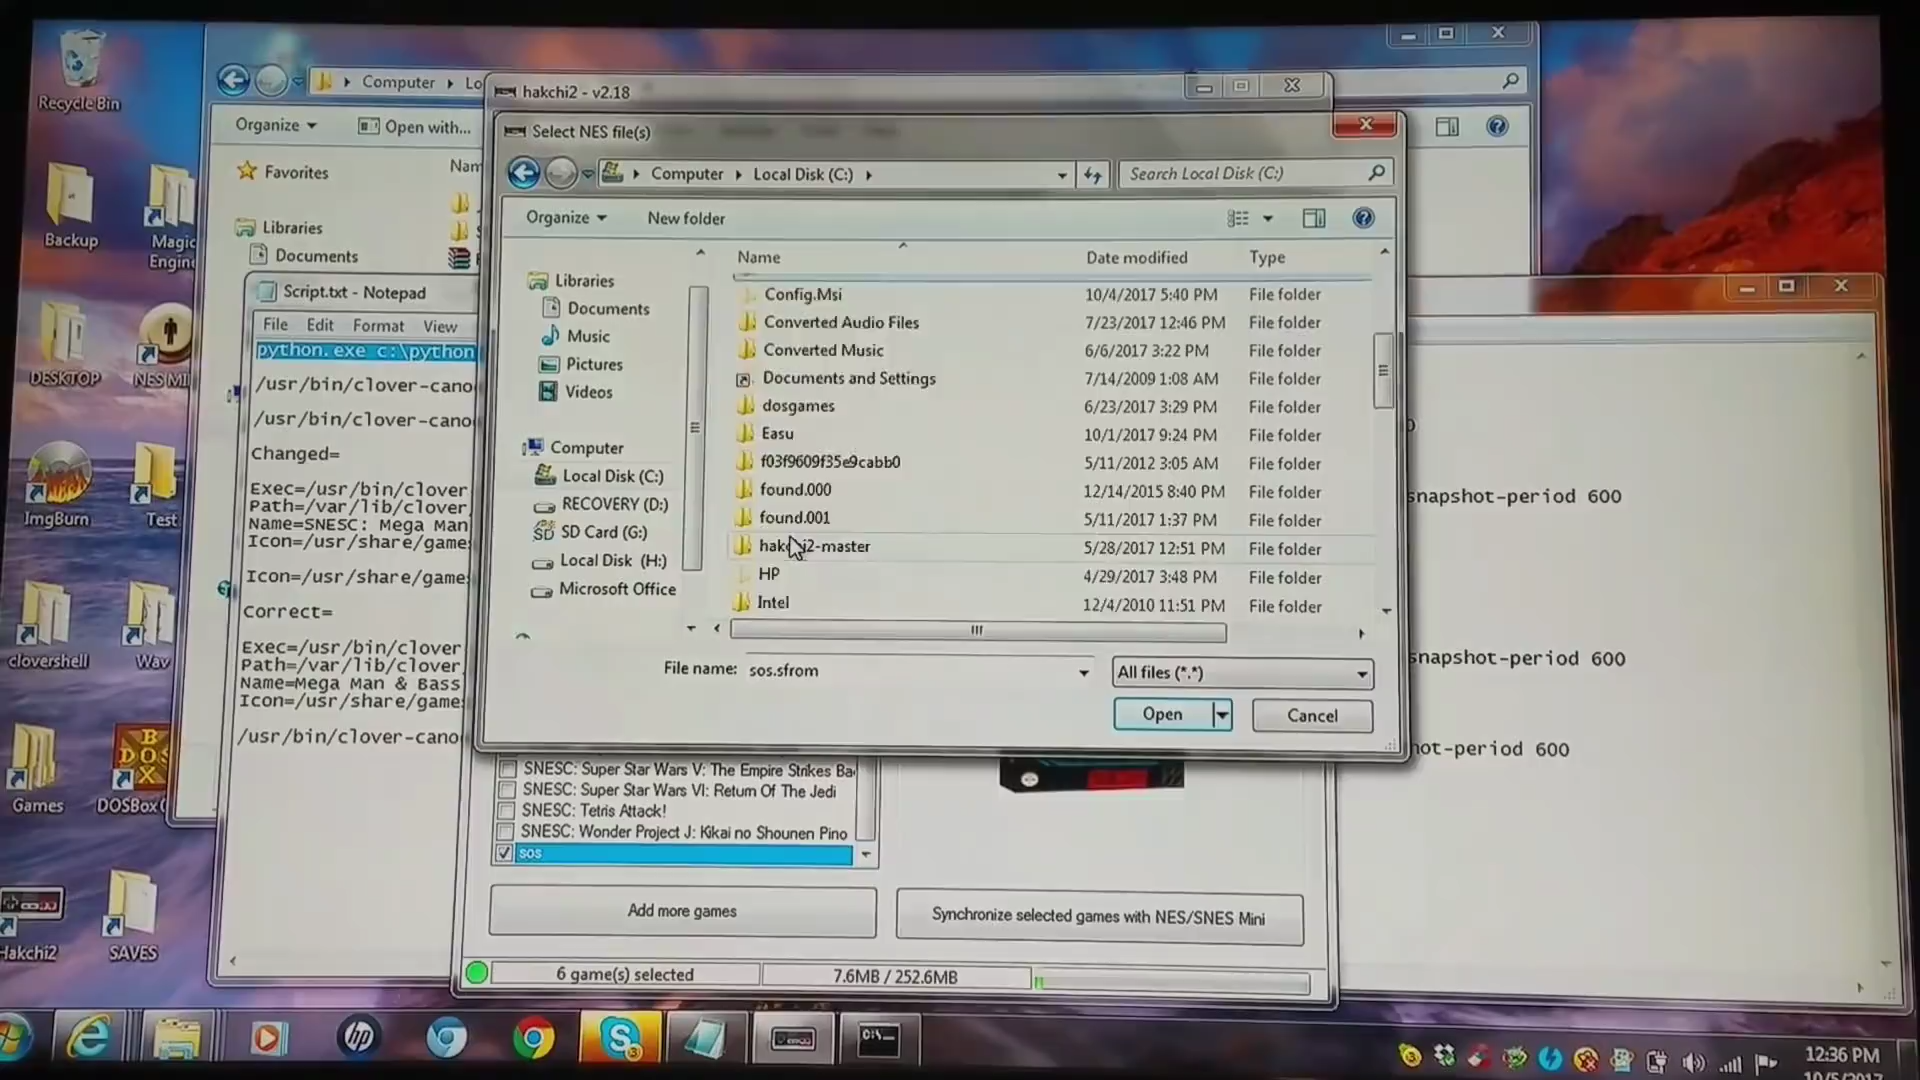 Recycle Bin
Backup
Magic
Engine
DESKTOP
NES MI
ImgBurn
Test
clovershell
Wav
Games
DOSBox
Hakchi2
SAVES
Computer
Lo
Organize
Open with...
Nam
Favorites
Libraries
Documents
Script.txt - Notepad
File Edit Format View
python.exe c:\python
/usr/bin/clover-cano
/usr/bin/clover-cano
Changed=
Exec=/usr/bin/clover
Path=/var/lib/clover
Name=SNESC: Mega Man
Icon=/usr/share/game
Icon=/usr/share/game
Correct=
Exec=/usr/bin/clover
Path=/var/lib/clover
Name=Mega Man & Bass
Icon=/usr/share/game
/usr/bin/clover-cano
hakchi2 - v2.18
Select NES file(s)
Computer
Local Disk (C:)
Search Local Disk (C:)
Organize
New folder
Libraries
Documents
Music
Pictures
Videos
Computer
Local Disk (C:)
RECOVERY (D:)
SD Card (G:)
Local Disk (H:)
Microsoft Office
Name Date modified Type
Config.Msi 10/4/2017 5:40 PM File folder
Converted Audio Files 7/23/2017 12:46 PM File folder
Converted Music 6/6/2017 3:22 PM File folder
Documents and Settings 7/14/2009 1:08 AM File folder
dosgames 6/23/2017 3:29 PM File folder
Easu 10/1/2017 9:24 PM File folder
f03f9609f35e9cabb0 5/11/2012 3:05 AM File folder
found.000 12/14/2015 8:40 PM File folder
found.001 5/11/2017 1:37 PM File folder
hakchi2-master 5/28/2017 12:51 PM File folder
HP 4/29/2017 3:48 PM File folder
Intel 12/4/2010 11:51 PM File folder
File name: sos.sfrom
All files (*.*)
Open
Cancel
SNESC: Super Star Wars V: The Empire Strikes Ba
SNESC: Super Star Wars VI: Return Of The Jedi
SNESC: Tetris Attack!
SNESC: Wonder Project J: Kikai no Shounen Pino
sos
Add more games
Synchronize selected games with NES/SNES Mini
6 game(s) selected
7.6MB / 252.6MB
snapshot-period 600
snapshot-period 600
hot-period 600
hp
C:\
12:36 PM
10/5/2017